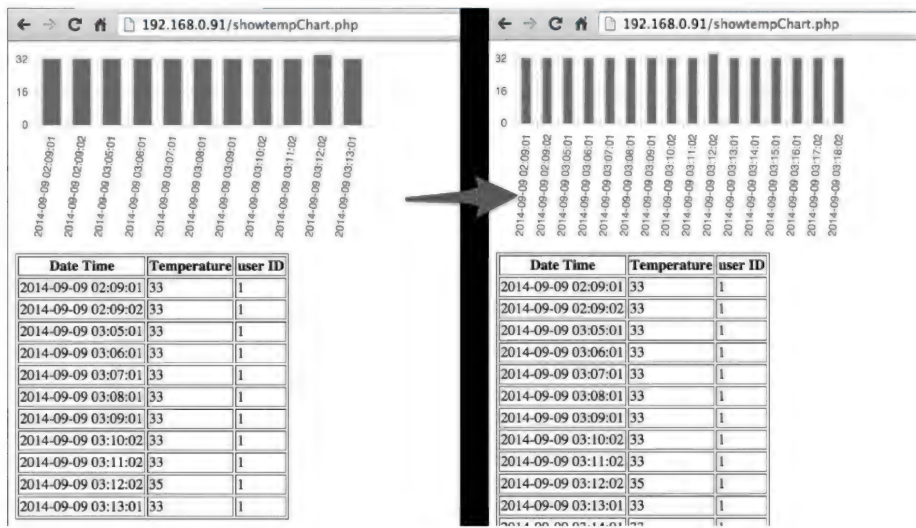 192.168.0.91/showtempChart.php
32
16
0
2014-09-09 02:09:01
2014-09-09 02:09:02
2014-09-09 03:05:01
2014-09-09 03:06:01
2014-09-09 03:07:01
2014-09-09 03:08:01
2014-09-09 03:09:01
2014-09-09 03:10:02
2014-09-09 03:11:02
2014-09-09 03:12:02
2014-09-09 03:13:01
Date Time Temperature user ID
2014-09-09 02:09:01 33 1
2014-09-09 02:09:02 33 1
2014-09-09 03:05:01 33 1
2014-09-09 03:06:01 33 1
2014-09-09 03:07:01 33 1
2014-09-09 03:08:01 33 1
2014-09-09 03:09:01 33 1
2014-09-09 03:10:02 33 1
2014-09-09 03:11:02 33 1
2014-09-09 03:12:02 35 1
2014-09-09 03:13:01 33 1
192.168.0.91/showtempChart.php
32
16
0
2014-09-09 02:09:01
2014-09-09 02:09:02
2014-09-09 03:05:01
2014-09-09 03:06:01
2014-09-09 03:07:01
2014-09-09 03:08:01
2014-09-09 03:09:01
2014-09-09 03:10:02
2014-09-09 03:11:02
2014-09-09 03:12:02
2014-09-09 03:13:01
2014-09-09 03:14:01
2014-09-09 03:15:01
2014-09-09 03:16:01
2014-09-09 03:17:02
2014-09-09 03:18:02
Date Time Temperature user ID
2014-09-09 02:09:01 33 1
2014-09-09 02:09:02 33 1
2014-09-09 03:05:01 33 1
2014-09-09 03:06:01 33 1
2014-09-09 03:07:01 33 1
2014-09-09 03:08:01 33 1
2014-09-09 03:09:01 33 1
2014-09-09 03:10:02 33 1
2014-09-09 03:11:02 33 1
2014-09-09 03:12:02 35 1
2014-09-09 03:13:01 33 1